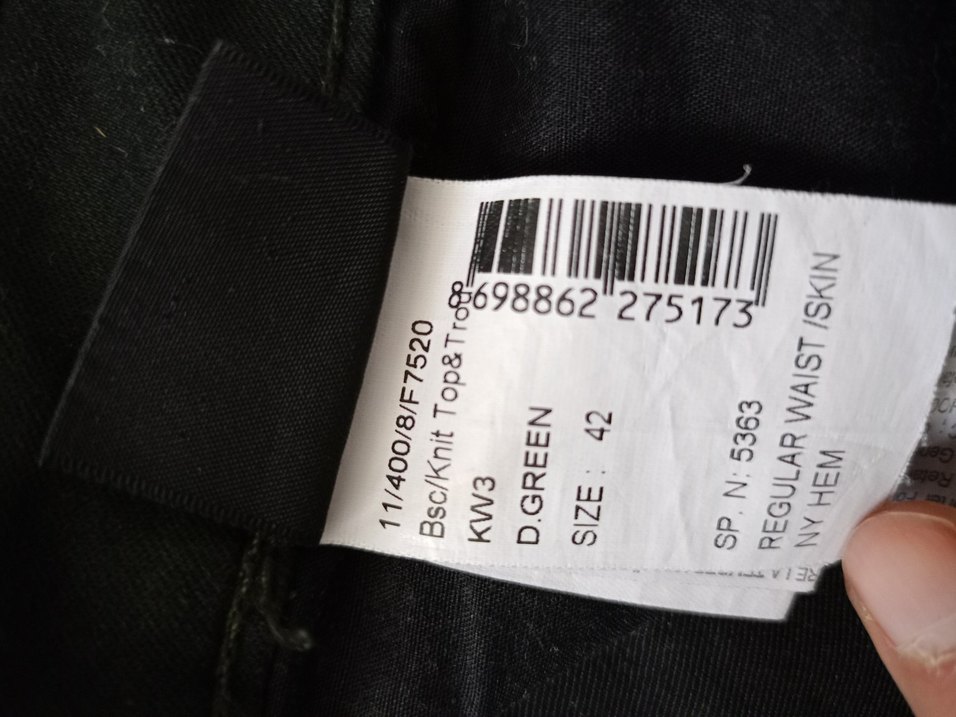 8698862 275173
11/400/8/F7520
Bsc/Knit Top&Trou
KW3
D.GREEN
SIZE : 42
SP. N: 5363
REGULAR WAIST /SKIN
NY HEM